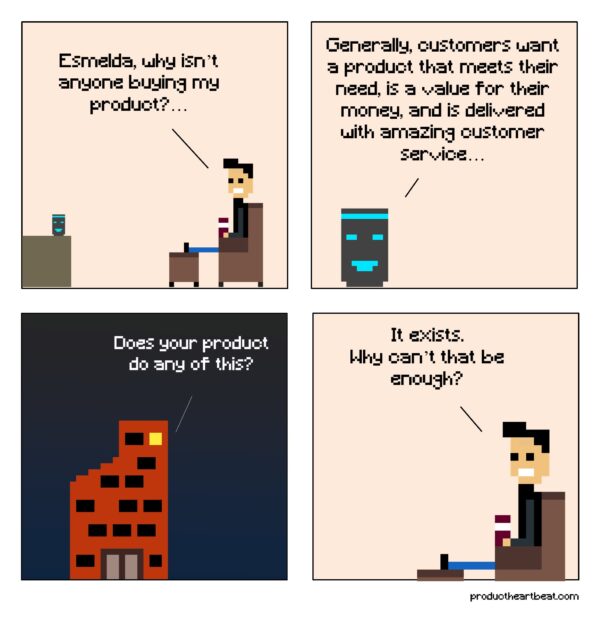 Esmelda, why isn't
anyone buying my
product?...
Generally, customers want
a product that meets their
need, is a value for their
money, and is delivered
with amazing customer
service...
Does your product
do any of this?
It exists.
Why can't that be
enough?
productheartbeat.com